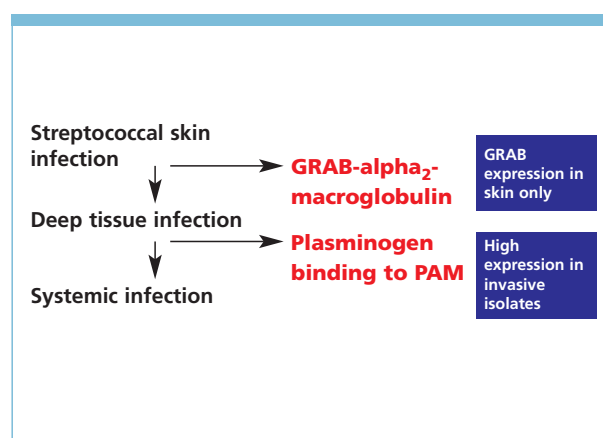 Streptococcal skin
infection
GRAB-alpha₂-
macroglobulin
GRAB
expression in
skin only
Deep tissue infection
Plasminogen
binding to PAM
High
expression in
invasive
isolates
Systemic infection